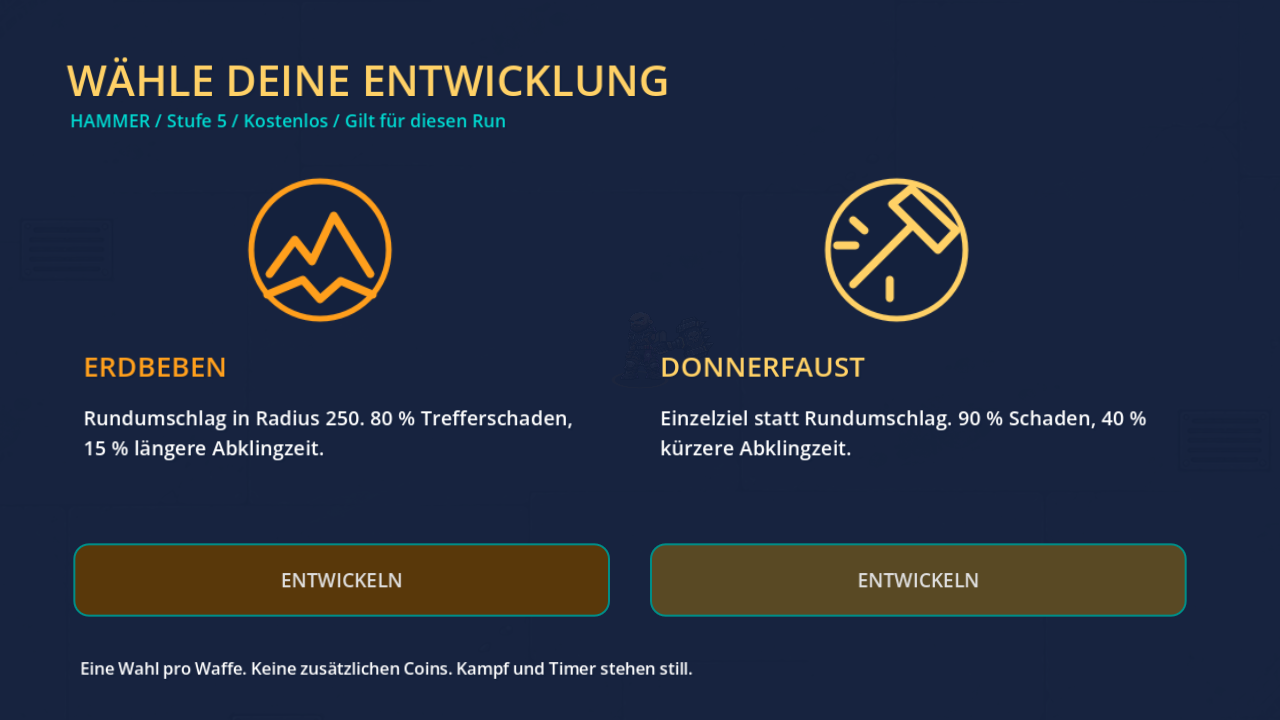 WÄHLE DEINE ENTWICKLUNG
HAMMER / Stufe 5 / Kostenlos / Gilt für diesen Run
ERDBEBEN
Rundumschlag in Radius 250. 80 % Trefferschaden,
15 % längere Abklingzeit.
ENTWICKELN
DONNERFAUST
Einzelziel statt Rundumschlag. 90 % Schaden, 40 %
kürzere Abklingzeit.
ENTWICKELN
Eine Wahl pro Waffe. Keine zusätzlichen Coins. Kampf und Timer stehen still.